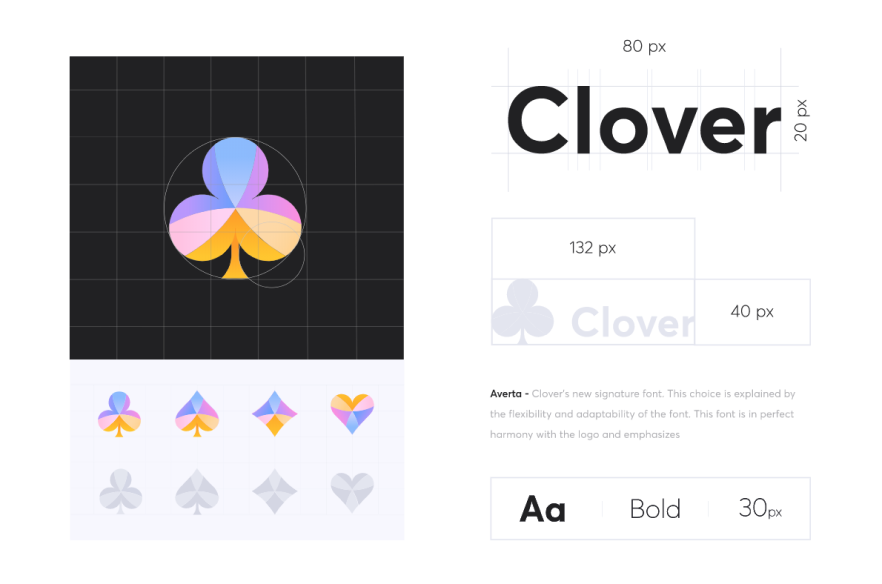 80 px
Clover
20 px
132 px
Clover
40 px
Averta - Clover's new signature font. This choice is explained by
the flexibility and adaptability of the font. This font is in perfect
harmony with the logo and emphasizes
Aa
Bold
30px